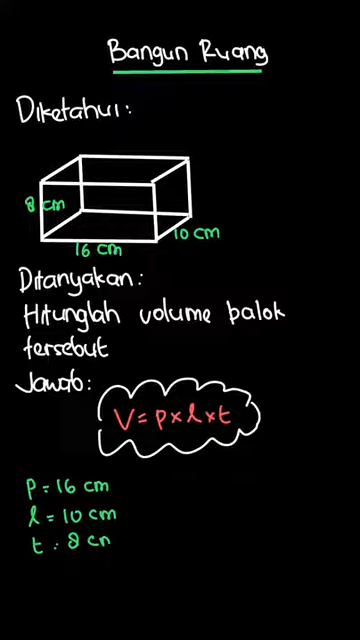 Bangun Ruang
Diketahui:
8 cm
10 cm
16 cm
Ditanyakan:
Hitunglah volume balok
tersebut
Jawab:
V = p x l x t
p = 16 cm
l = 10 cm
t : 8 cm